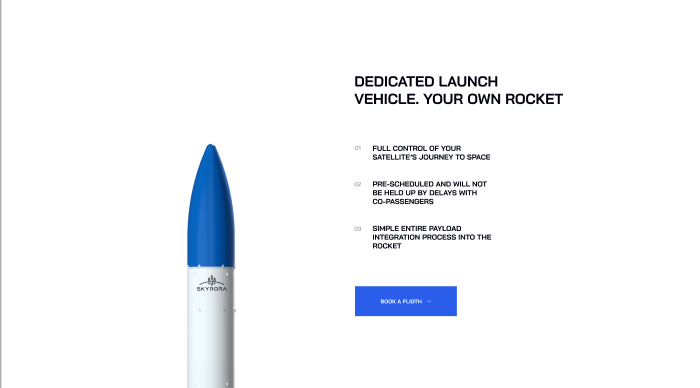 DEDICATED LAUNCH
VEHICLE. YOUR OWN ROCKET
01 FULL CONTROL OF YOUR
SATELLITE'S JOURNEY TO SPACE
02 PRE-SCHEDULED AND WILL NOT
BE HELD UP BY DELAYS WITH
CO-PASSENGERS
03 SIMPLE ENTIRE PAYLOAD
INTEGRATION PROCESS INTO THE
ROCKET
SKYRORA
BOOK A FLIGTH →